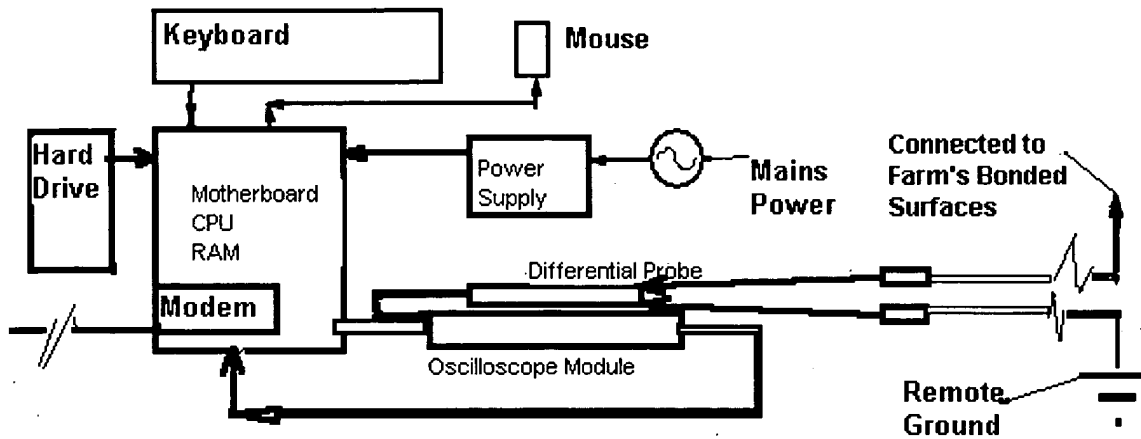 Keyboard
Mouse
Hard
Drive
Motherboard
CPU
RAM
Power
Supply
Mains
Power
Connected to
Farm's Bonded
Surfaces
Differential Probe
Modem
Oscilloscope Module
Remote
Ground